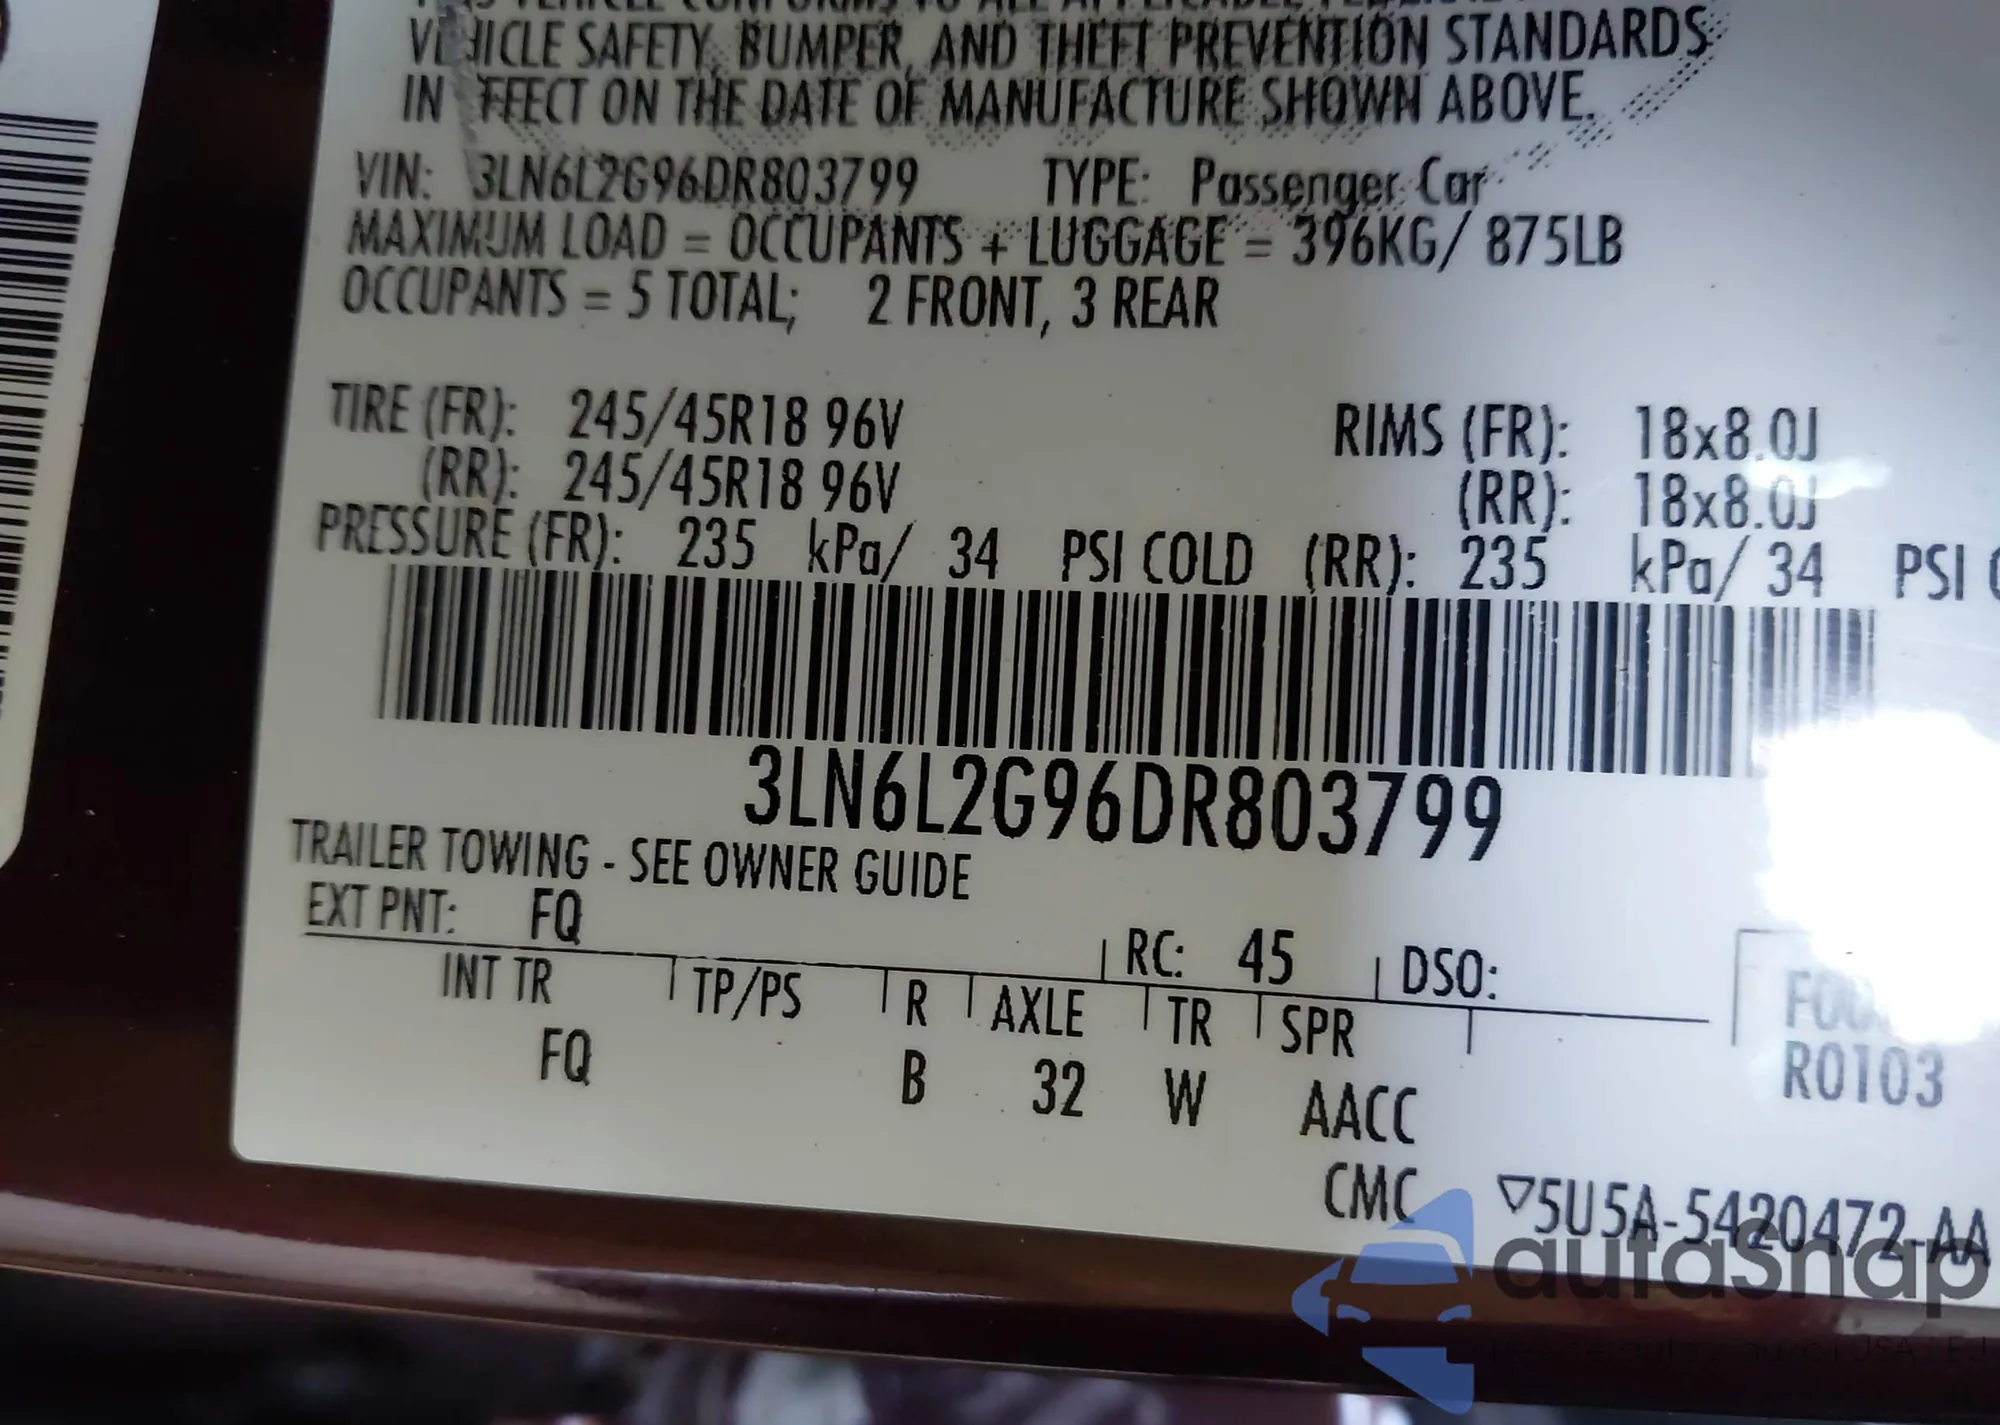 VEHICLE SAFETY, BUMPER, AND THEFT PREVENTION STANDARDS
IN EFFECT ON THE DATE OF MANUFACTURE SHOWN ABOVE.
VIN: 3LN6L2G96DR803799 TYPE: Passenger Car
MAXIMUM LOAD = OCCUPANTS + LUGGAGE = 396KG/ 875LB
OCCUPANTS = 5 TOTAL; 2 FRONT, 3 REAR
TIRE (FR): 245/45R18 96V RIMS (FR): 18x8.0J
(RR): 245/45R18 96V (RR): 18x8.0J
PRESSURE (FR): 235 kPa/ 34 PSI COLD (RR): 235 kPa/ 34 PSI
3LN6L2G96DR803799
TRAILER TOWING - SEE OWNER GUIDE
EXT PNT: FQ RC: 45 DSO:
INT TR TP/PS R AXLE TR SPR
FQ B 32 W AACC
CMC
R0103
▽5U5A-5420472-AA
autaSnap